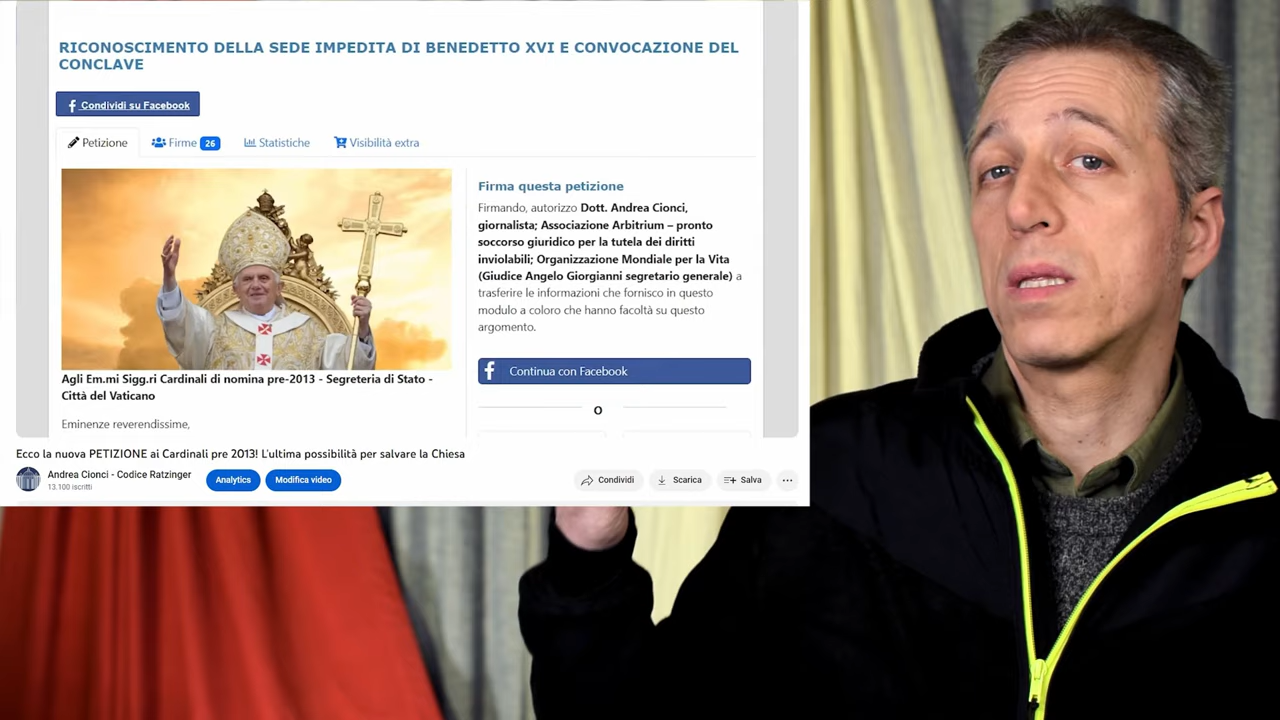 RICONOSCIMENTO DELLA SEDE IMPEDITA DI BENEDETTO XVI E CONVOCAZIONE DEL
CONCLAVE
Condividi su Facebook
Petizione Firme 26 Statistiche Visibilità extra
Firma questa petizione
Firmando, autorizzo Dott. Andrea Cionci,
giornalista; Associazione Arbitrium – pronto
soccorso giuridico per la tutela dei diritti
inviolabili; Organizzazione Mondiale per la Vita
(Giudice Angelo Giorgianni segretario generale) a
trasferire le informazioni che fornisco in questo
modulo a coloro che hanno facoltà su questo
argomento.
Continua con Facebook
O
Agli Em.mi Sigg.ri Cardinali di nomina pre-2013 - Segreteria di Stato -
Città del Vaticano
Eminenze reverendissime,
Ecco la nuova PETIZIONE ai Cardinali pre 2013! L'ultima possibilità per salvare la Chiesa
Andrea Cionci - Codice Ratzinger
13.100 iscritti
Analytics
Modifica video
Condividi
Scarica
Salva